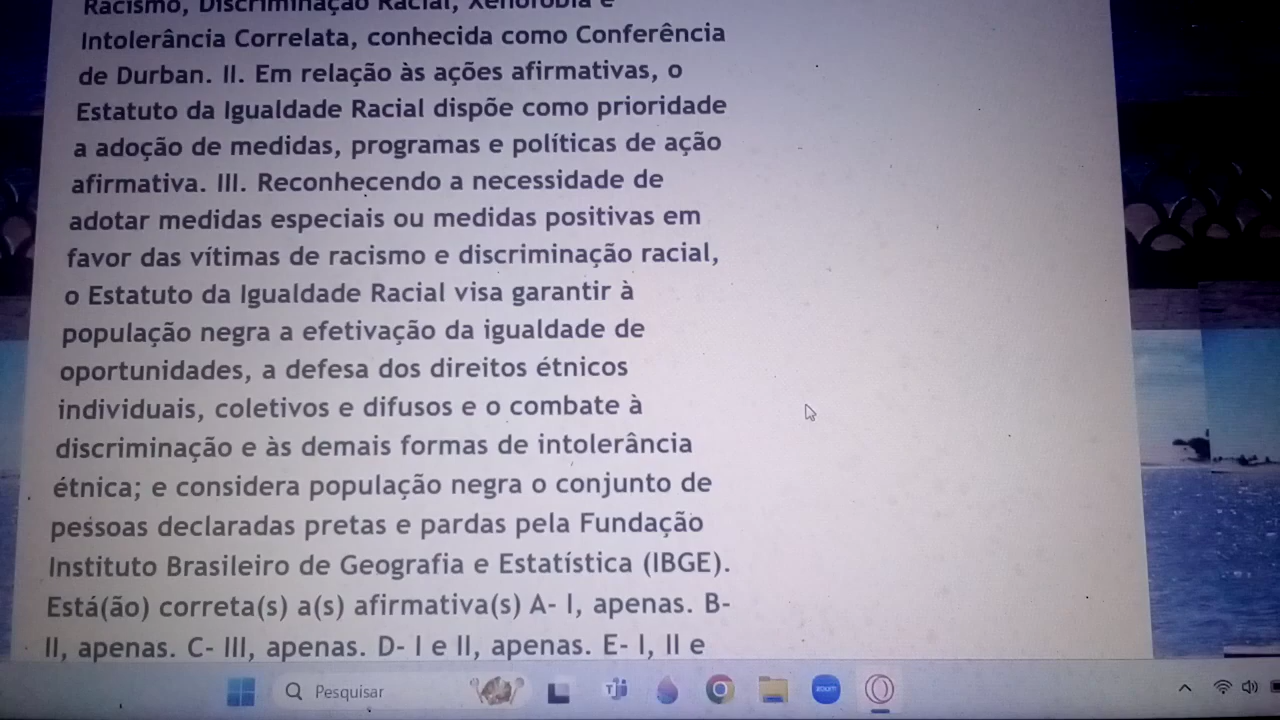 Racismo, Discriminação Racial, Xenofobia e
Intolerância Correlata, conhecida como Conferência
de Durban. II. Em relação às ações afirmativas, o
Estatuto da Igualdade Racial dispõe como prioridade
a adoção de medidas, programas e políticas de ação
afirmativa. III. Reconhecendo a necessidade de
adotar medidas especiais ou medidas positivas em
favor das vítimas de racismo e discriminação racial,
o Estatuto da Igualdade Racial visa garantir à
população negra a efetivação da igualdade de
oportunidades, a defesa dos direitos étnicos
individuais, coletivos e difusos e o combate à
discriminação e às demais formas de intolerância
étnica; e considera população negra o conjunto de
pessoas declaradas pretas e pardas pela Fundação
Instituto Brasileiro de Geografia e Estatística (IBGE).
Está(ão) correta(s) a(s) afirmativa(s) A- I, apenas. B-
II, apenas. C- III, apenas. D- I e II, apenas. E- I, II e
Pesquisar
zoom